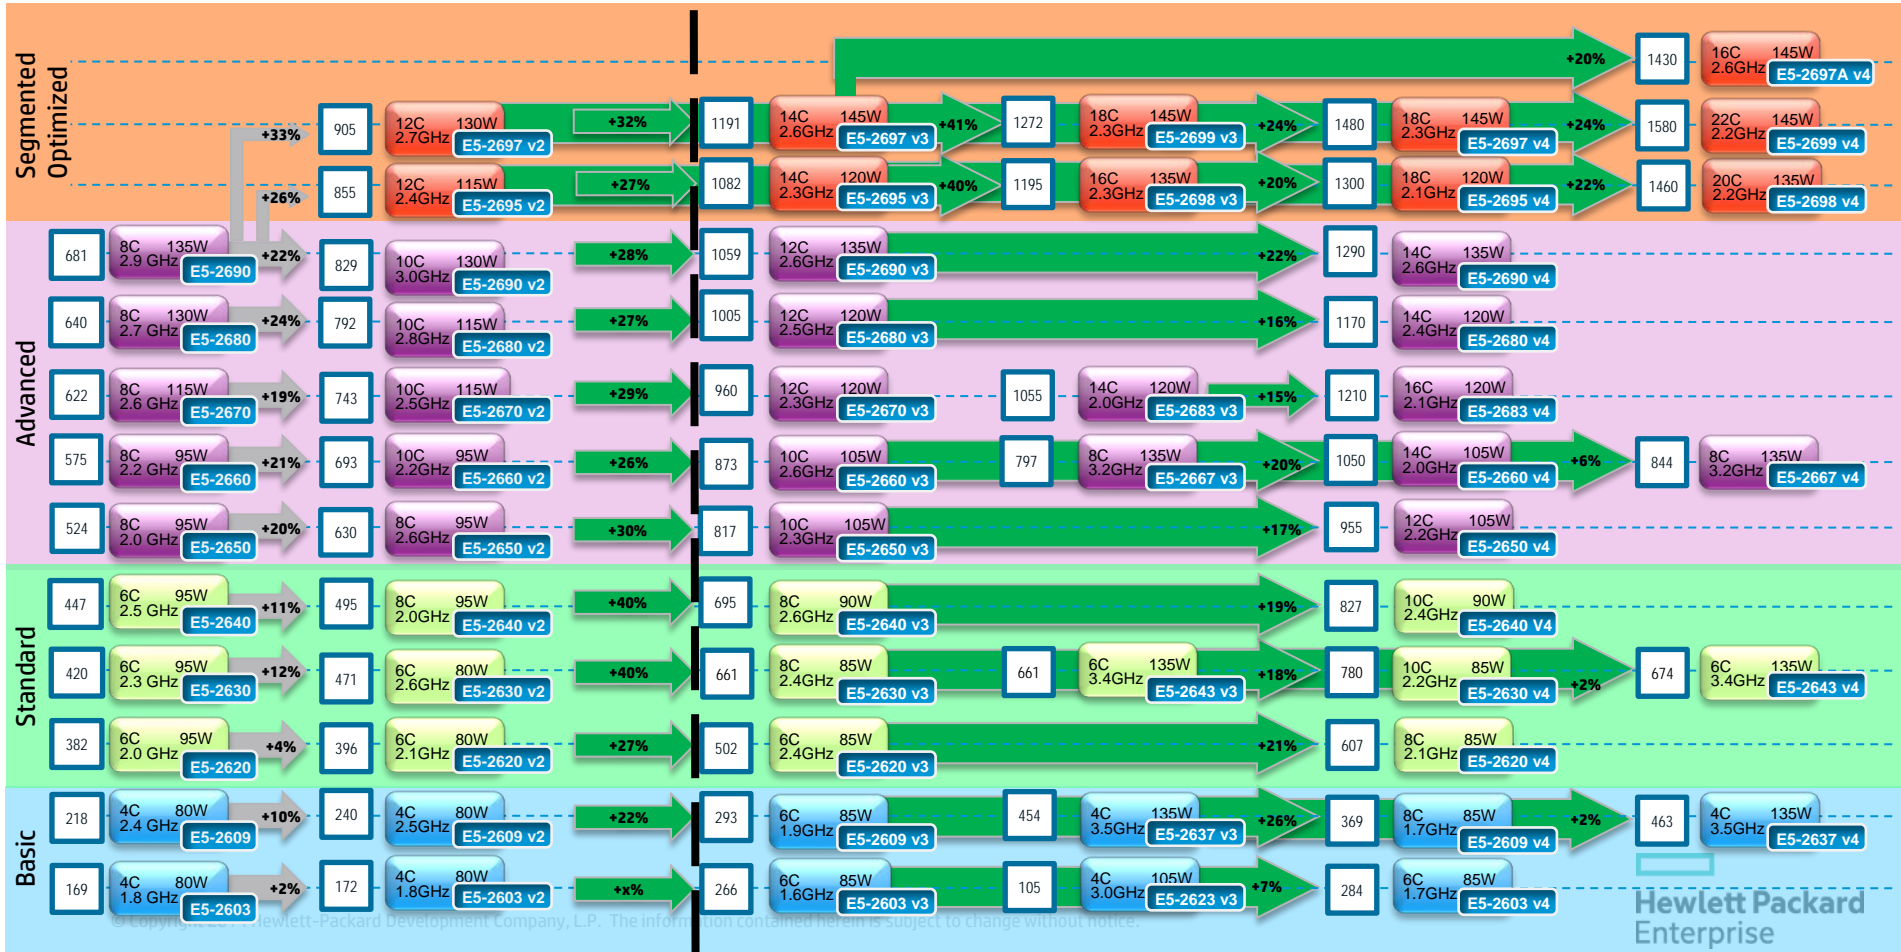 Segmented
Optimized
+20%
1430
16C 145W
2.6GHz
E5-2697A v4
+33%
905
12C 130W
2.7GHz
E5-2697 v2
+32%
1191
14C 145W
2.6GHz
E5-2697 v3
+41%
1272
18C 145W
2.3GHz
E5-2699 v3
+24%
1480
18C 145W
2.3GHz
E5-2697 v4
+24%
1580
22C 145W
2.2GHz
E5-2699 v4
+26%
855
12C 115W
2.4GHz
E5-2695 v2
+27%
1082
14C 120W
2.3GHz
E5-2695 v3
+40%
1195
16C 135W
2.3GHz
E5-2698 v3
+20%
1300
18C 120W
2.1GHz
E5-2695 v4
+22%
1460
20C 135W
2.2GHz
E5-2698 v4
Advanced
681
8C 135W
2.9 GHz
E5-2690
+22%
829
10C 130W
3.0GHz
E5-2690 v2
+28%
1059
12C 135W
2.6GHz
E5-2690 v3
+22%
1290
14C 135W
2.6GHz
E5-2690 v4
640
8C 130W
2.7 GHz
E5-2680
+24%
792
10C 115W
2.8GHz
E5-2680 v2
+27%
1005
12C 120W
2.5GHz
E5-2680 v3
+16%
1170
14C 120W
2.4GHz
E5-2680 v4
622
8C 115W
2.6 GHz
E5-2670
+19%
743
10C 115W
2.5GHz
E5-2670 v2
+29%
960
12C 120W
2.3GHz
E5-2670 v3
1055
14C 120W
2.0GHz
E5-2683 v3
+15%
1210
16C 120W
2.1GHz
E5-2683 v4
575
8C 95W
2.2 GHz
E5-2660
+21%
693
10C 95W
2.2GHz
E5-2660 v2
+26%
873
10C 105W
2.6GHz
E5-2660 v3
797
8C 135W
3.2GHz
E5-2667 v3
+20%
1050
14C 105W
2.0GHz
E5-2660 v4
+6%
844
8C 135W
3.2GHz
E5-2667 v4
524
8C 95W
2.0 GHz
E5-2650
+20%
630
8C 95W
2.6GHz
E5-2650 v2
+30%
817
10C 105W
2.3GHz
E5-2650 v3
+17%
955
12C 105W
2.2GHz
E5-2650 v4
Standard
447
6C 95W
2.5 GHz
E5-2640
+11%
495
8C 95W
2.0GHz
E5-2640 v2
+40%
695
8C 90W
2.6GHz
E5-2640 v3
+19%
827
10C 90W
2.4GHz
E5-2640 V4
420
6C 95W
2.3 GHz
E5-2630
+12%
471
6C 80W
2.6GHz
E5-2630 v2
+40%
661
8C 85W
2.4GHz
E5-2630 v3
661
6C 135W
3.4GHz
E5-2643 v3
+18%
780
10C 85W
2.2GHz
E5-2630 v4
+2%
674
6C 135W
3.4GHz
E5-2643 v4
382
6C 95W
2.0 GHz
E5-2620
+4%
396
6C 80W
2.1GHz
E5-2620 v2
+27%
502
6C 85W
2.4GHz
E5-2620 v3
+21%
607
8C 85W
2.1GHz
E5-2620 v4
Basic
218
4C 80W
2.4 GHz
E5-2609
+10%
240
4C 80W
2.5GHz
E5-2609 v2
+22%
293
6C 85W
1.9GHz
E5-2609 v3
454
4C 135W
3.5GHz
E5-2637 v3
+26%
369
8C 85W
1.7GHz
E5-2609 v4
+2%
463
4C 135W
3.5GHz
E5-2637 v4
169
4C 80W
1.8 GHz
E5-2603
+2%
172
4C 80W
1.8GHz
E5-2603 v2
+x%
266
6C 85W
1.6GHz
E5-2603 v3
105
4C 105W
3.0GHz
E5-2623 v3
+7%
284
6C 85W
1.7GHz
E5-2603 v4
© Copyright Hewlett-Packard Development Company, L.P. The information contained herein is subject to change without notice.
Hewlett Packard
Enterprise